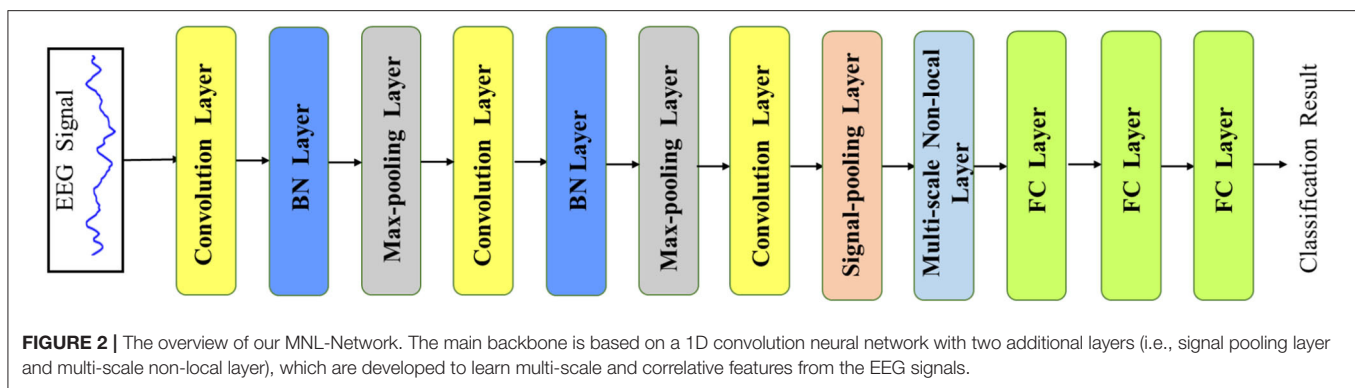 EEG Signal
Convolution Layer
BN Layer
Max-pooling Layer
Convolution Layer
BN Layer
Max-pooling Layer
Convolution Layer
Signal-pooling Layer
Multi-scale Non-local
Layer
FC Layer
FC Layer
FC Layer
Classification Result
FIGURE 2 | The overview of our MNL-Network. The main backbone is based on a 1D convolution neural network with two additional layers (i.e., signal pooling layer
and multi-scale non-local layer), which are developed to learn multi-scale and correlative features from the EEG signals.